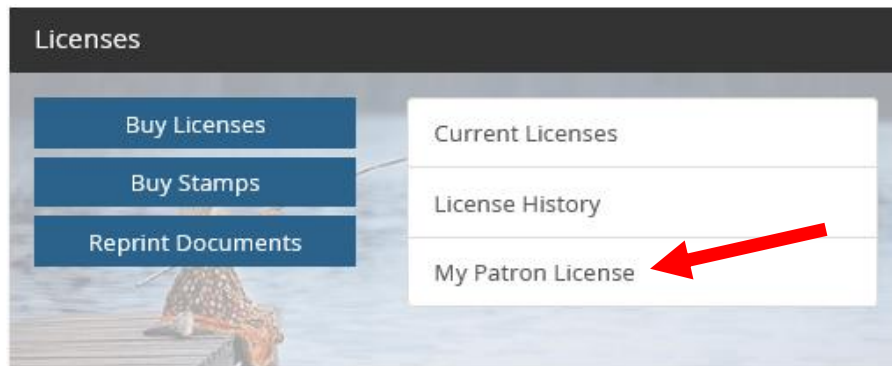 Licenses
Buy Licenses
Buy Stamps
Reprint Documents
Current Licenses
License History
My Patron License